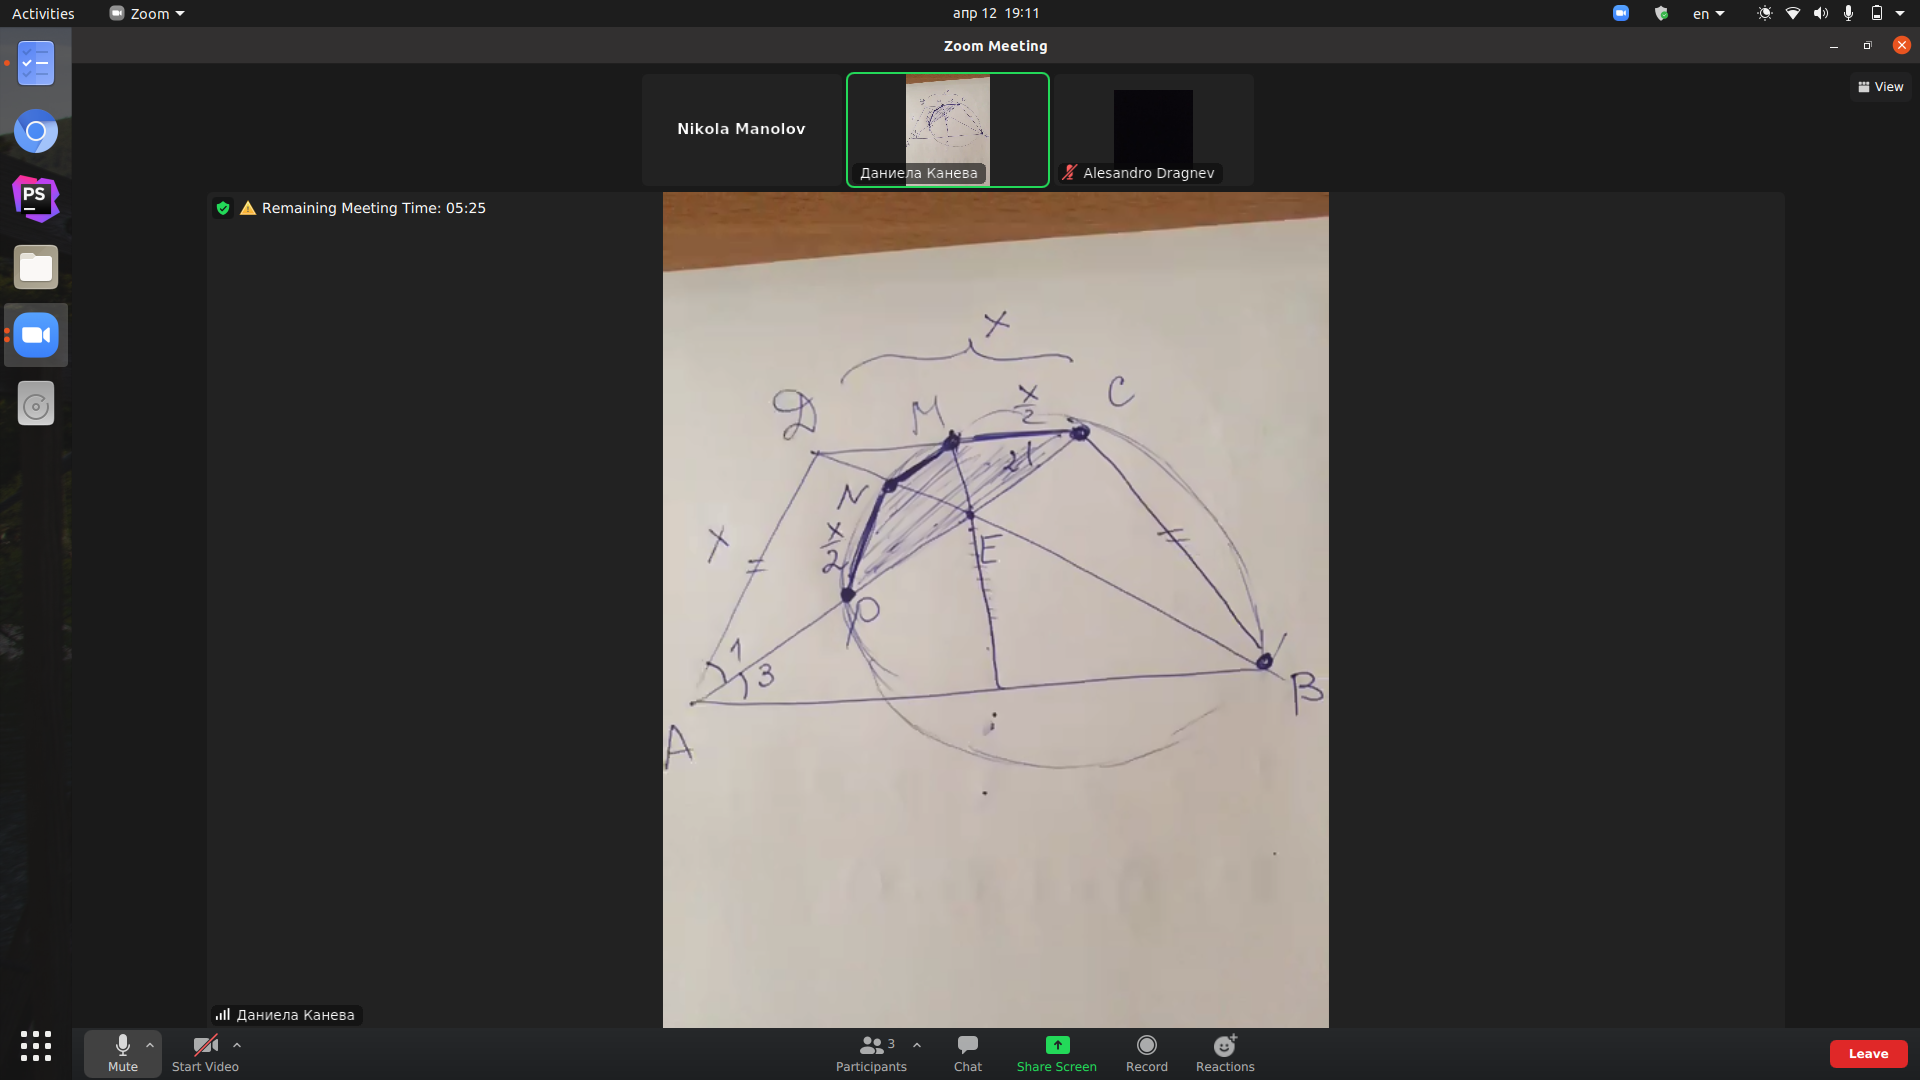 Activities Zoom апр 12 19:11 en
Zoom Meeting
PS
Nikola Manolov
Даниела Канева
Alesandro Dragnev
View
Remaining Meeting Time: 05:25
x
Д M x/2 C
21
N
x
x/2
E
O
1
3
B
A
Даниела Канева
Mute Start Video Participants 3 Chat Share Screen Record Reactions Leave